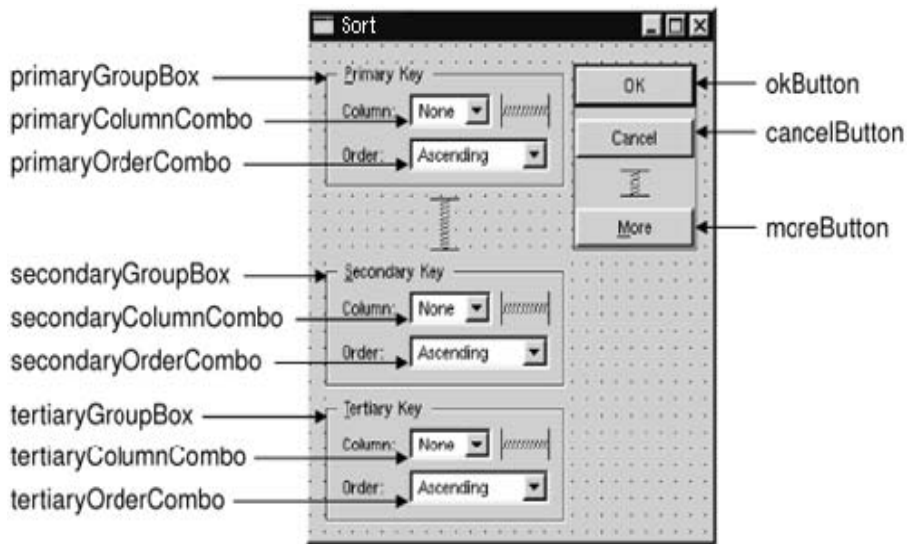 Sort
primaryGroupBox
Primary Key
OK
okButton
primaryColumnCombo
Column:
None
Cancel
cancelButton
primaryOrderCombo
Order:
Ascending
More
moreButton
secondaryGroupBox
Secondary Key
secondaryColumnCombo
Column:
None
secondaryOrderCombo
Order:
Ascending
tertiaryGroupBox
Tertiary Key
tertiaryColumnCombo
Column:
None
tertiaryOrderCombo
Order:
Ascending